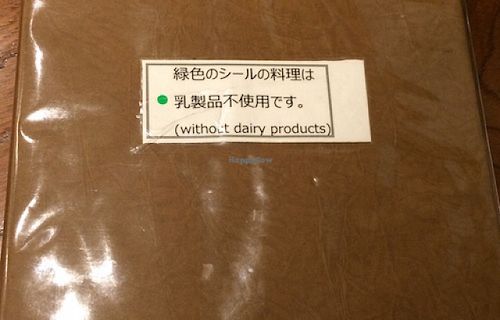 緑色のシールの料理は
乳製品不使用です。
(without dairy products)
HappyCow